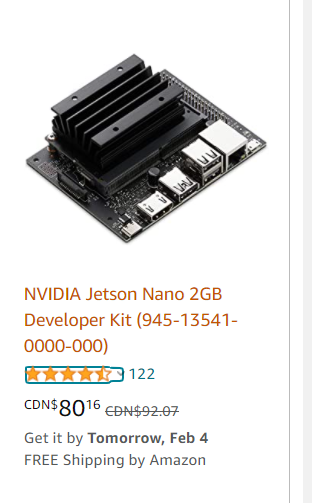 NVIDIA Jetson Nano 2GB
Developer Kit (945-13541-
0000-000)
122
CDN$8016 CDN$92.07
Get it by Tomorrow, Feb 4
FREE Shipping by Amazon